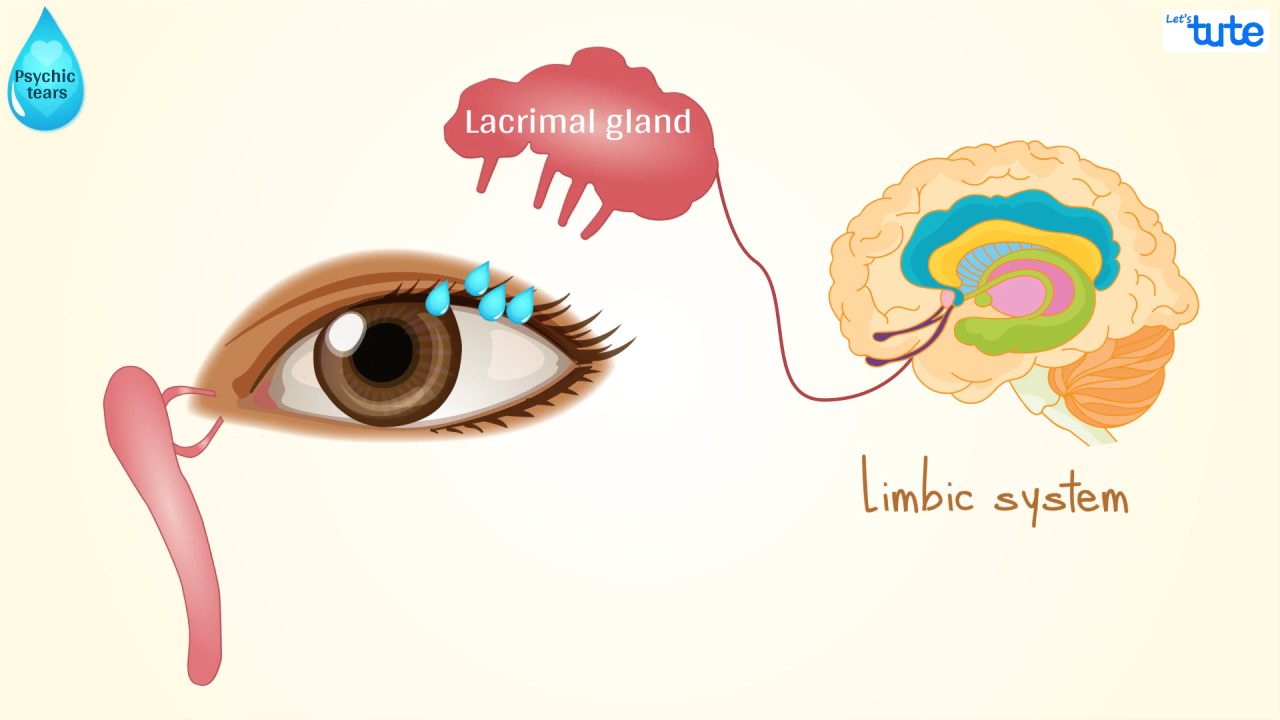 Psychic
tears
Let's
tute
Lacrimal gland
Limbic system